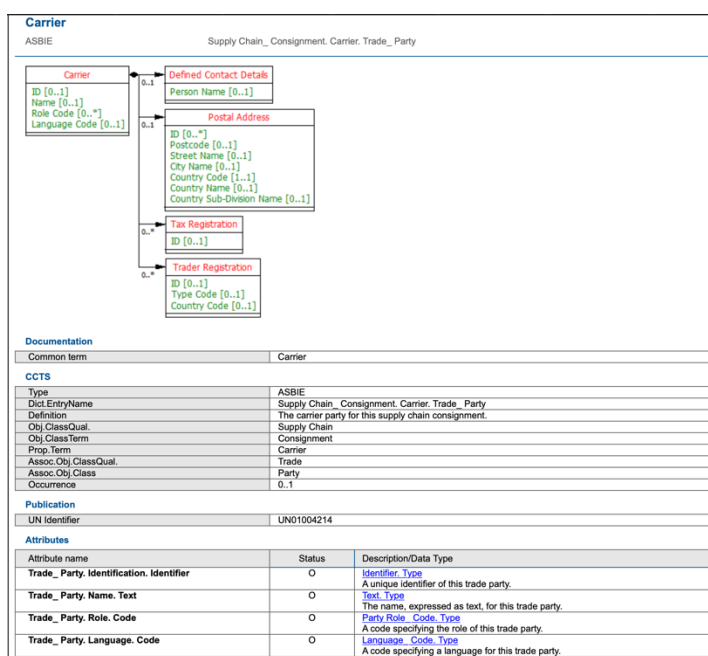 Carrier
ASBIE Supply Chain_ Consignment. Carrier. Trade_ Party
Carrier
ID [0..1]
Name [0..1]
Role Code [0..*]
Language Code [0..1]
0..1
Defined Contact Details
Person Name [0..1]
0..1
Postal Address
ID [0..*]
Postcode [0..1]
Street Name [0..1]
City Name [0..1]
Country Code [1..1]
Country Name [0..1]
Country Sub-Division Name [0..1]
0..*
Tax Registration
ID [0..1]
0..*
Trader Registration
ID [0..1]
Type Code [0..1]
Country Code [0..1]
Documentation
Common term Carrier
CCTS
Type ASBIE
Dict.EntryName Supply Chain_ Consignment. Carrier. Trade_ Party
Definition The carrier party for this supply chain consignment.
Obj.ClassQual. Supply Chain
Obj.ClassTerm Consignment
Prop.Term Carrier
Assoc.Obj.ClassQual. Trade
Assoc.Obj.Class Party
Occurrence 0..1
Publication
UN Identifier UN01004214
Attributes
Attribute name Status Description/Data Type
Trade_ Party. Identification. Identifier O Identifier. Type
A unique identifier of this trade party.
Trade_ Party. Name. Text O Text. Type
The name, expressed as text, for this trade party.
Trade_ Party. Role. Code O Party Role_ Code. Type
A code specifying the role of this trade party.
Trade_ Party. Language. Code O Language_ Code. Type
A code specifying a language for this trade party.